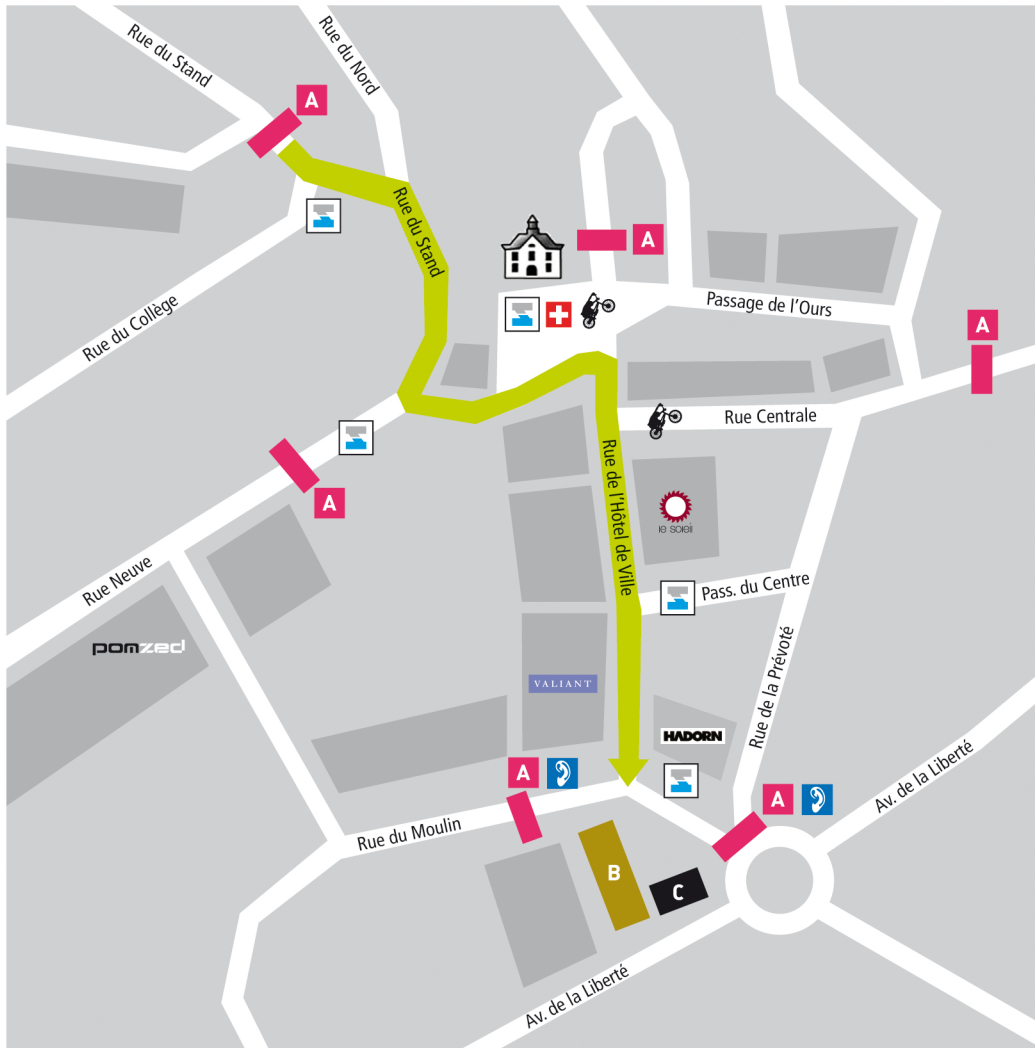 Rue du Stand
Rue du Nord
A
Rue du Stand
A
Passage de l'Ours
Rue du Collège
A
Rue Centrale
A
Rue de l'Hôtel de Ville
le soleil
Rue Neuve
Pass. du Centre
pomzed
VALIANT
Rue de la Prévôté
HADORN
A
A
Av. de la Liberté
Rue du Moulin
B
C
Av. de la Liberté